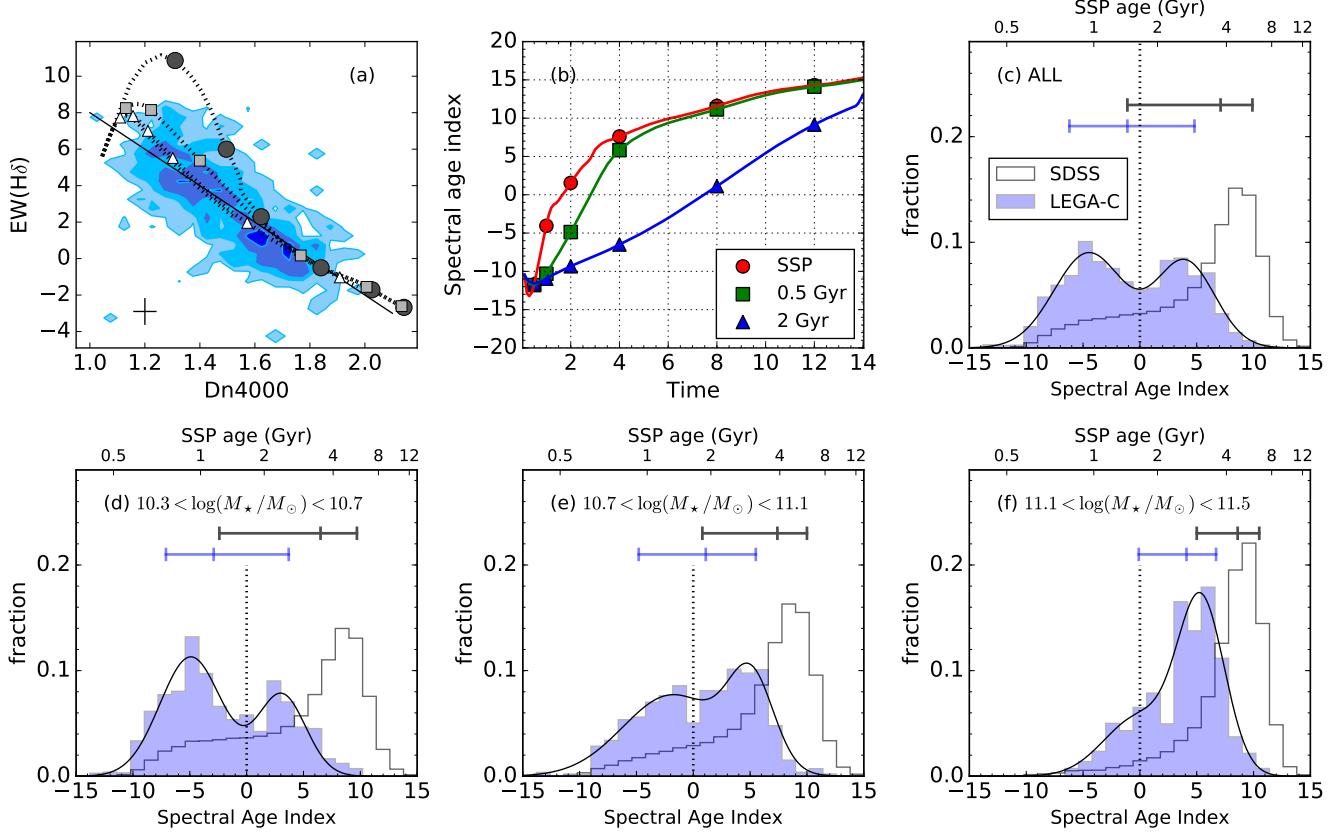 (a)
EW(Hδ)
10
8
6
4
2
0
−2
−4
1.0 1.2 1.4 1.6 1.8 2.0
Dn4000
(b)
Spectral age index
20
15
10
5
0
−5
−10
−15
−20
2 4 6 8 10 12 14
Time
SSP
0.5 Gyr
2 Gyr
SSP age (Gyr)
0.5 1 2 4 8 12
(c) ALL
SDSS
LEGA-C
fraction
0.2
0.1
0.0
−15 −10 −5 0 5 10 15
Spectral Age Index
SSP age (Gyr)
0.5 1 2 4 8 12
(d) 10.3 < log(M⋆/M⊙) < 10.7
fraction
0.2
0.1
0.0
−15 −10 −5 0 5 10 15
Spectral Age Index
SSP age (Gyr)
0.5 1 2 4 8 12
(e) 10.7 < log(M⋆/M⊙) < 11.1
fraction
0.2
0.1
0.0
−15 −10 −5 0 5 10 15
Spectral Age Index
SSP age (Gyr)
0.5 1 2 4 8 12
(f) 11.1 < log(M⋆/M⊙) < 11.5
fraction
0.2
0.1
0.0
−15 −10 −5 0 5 10 15
Spectral Age Index